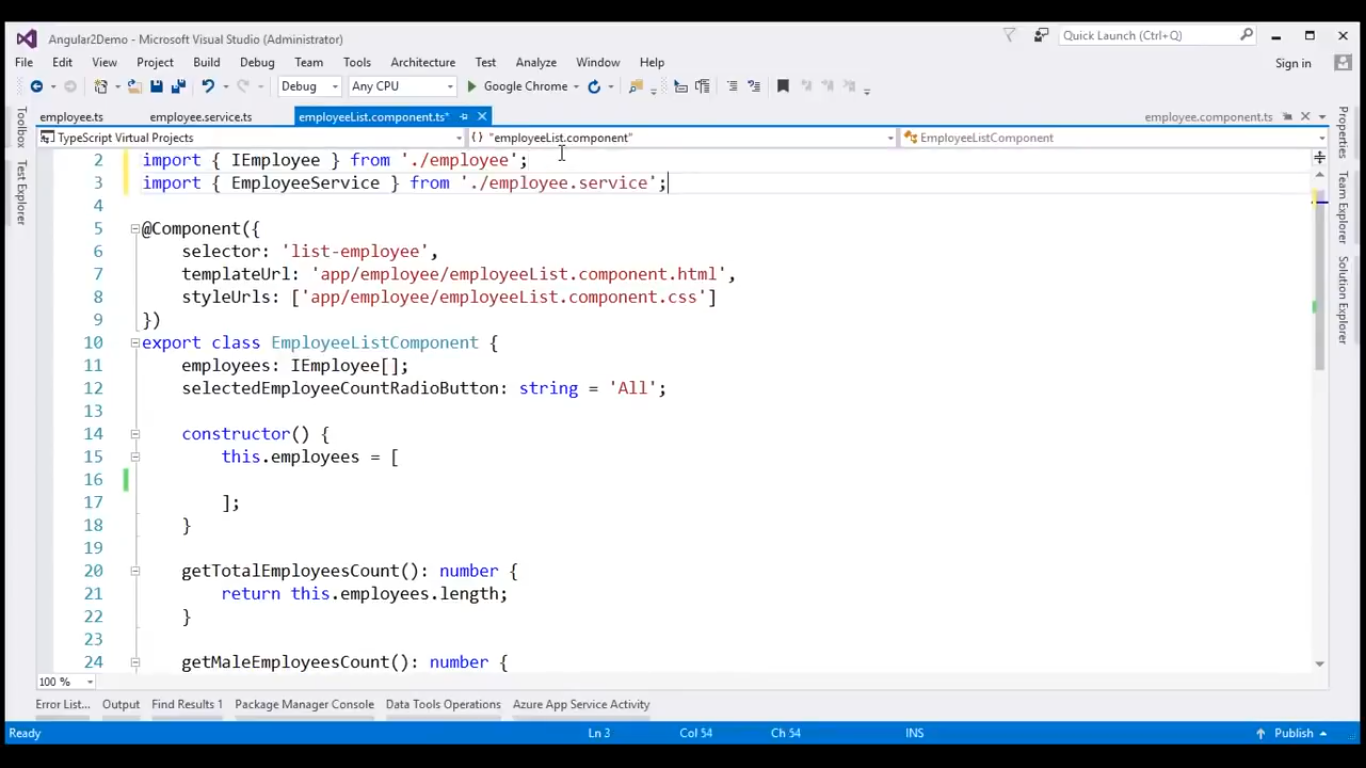 Angular2Demo - Microsoft Visual Studio (Administrator)
Quick Launch (Ctrl+Q)
File Edit View Project Build Debug Team Tools Architecture Test Analyze Window Help
Sign in
Debug Any CPU Google Chrome
employee.ts employee.service.ts employeeList.component.ts* employee.component.ts
TypeScript Virtual Projects {} "employeeList.component" EmployeeListComponent
Toolbox
Test Explorer
Properties
Team Explorer
Solution Explorer
2 import { IEmployee } from './employee';
3 import { EmployeeService } from './employee.service';
4
5 @Component({
6 selector: 'list-employee',
7 templateUrl: 'app/employee/employeeList.component.html',
8 styleUrls: ['app/employee/employeeList.component.css']
9 })
10 export class EmployeeListComponent {
11 employees: IEmployee[];
12 selectedEmployeeCountRadioButton: string = 'All';
13
14 constructor() {
15 this.employees = [
16
17 ];
18 }
19
20 getTotalEmployeesCount(): number {
21 return this.employees.length;
22 }
23
24 getMaleEmployeesCount(): number {
100 %
Error List... Output Find Results 1 Package Manager Console Data Tools Operations Azure App Service Activity
Ready Ln 3 Col 54 Ch 54 INS Publish